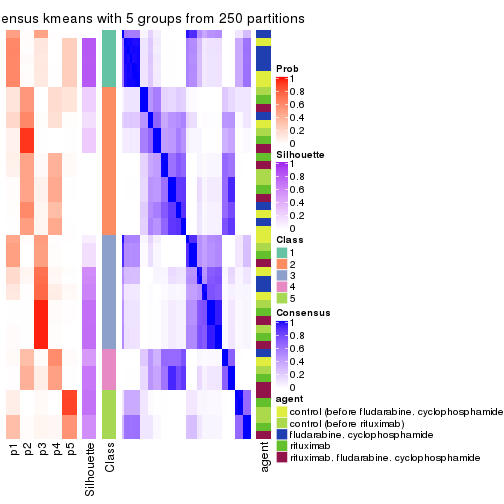 ensus kmeans with 5 groups from 250 partitions
Prob
1
0.8
0.6
0.4
0.2
0
Silhouette
1
0.8
0.6
0.4
0.2
0
Class
1
2
3
4
5
Consensus
1
0.8
0.6
0.4
0.2
0
agent
control (before fludarabine. cyclophosphamide
control (before rituximab)
fludarabine. cyclophosphamide
rituximab
rituximab. fludarabine. cyclophosphamide
p1
p2
p3
p4
p5
Silhouette
Class
agent